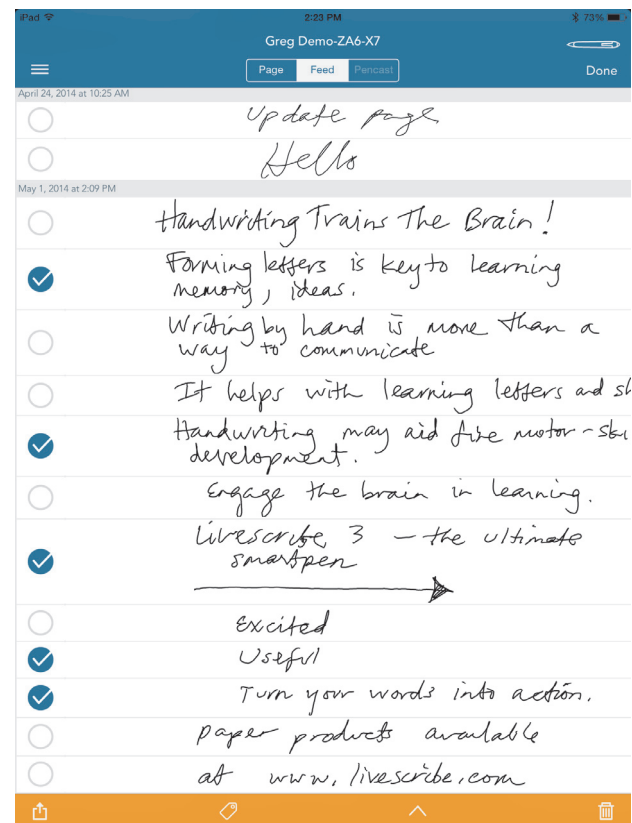 iPad 2:23 PM 73%
Greg Demo-ZA6-X7
Page Feed Pencast Done
April 24, 2014 at 10:25 AM
Update page
Hello
May 1, 2014 at 2:09 PM
Handwriting Trains The Brain!
Forming letters is key to learning
memory, ideas.
Writing by hand is more than a
way to communicate
It helps with learning letters and sh
Handwriting may aid fine motor-ski
development.
Engage the brain in learning.
Livescribe 3 – the ultimate
smartpen
Excited
Useful
Turn your words into action.
paper products available
at www.livescribe.com